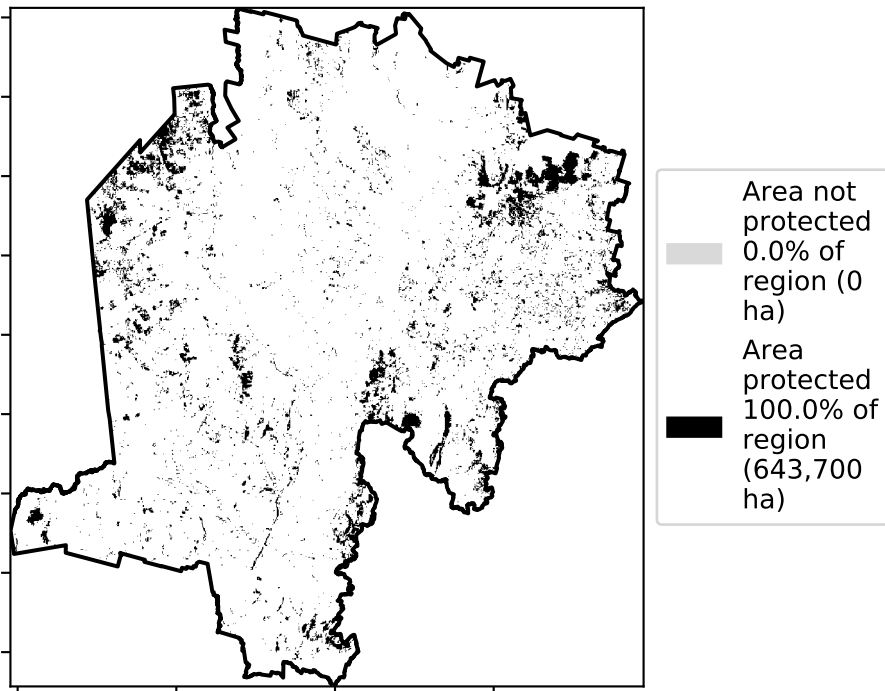 Area not
protected
0.0% of
region (0
ha)
Area
protected
100.0% of
region
(643,700
ha)